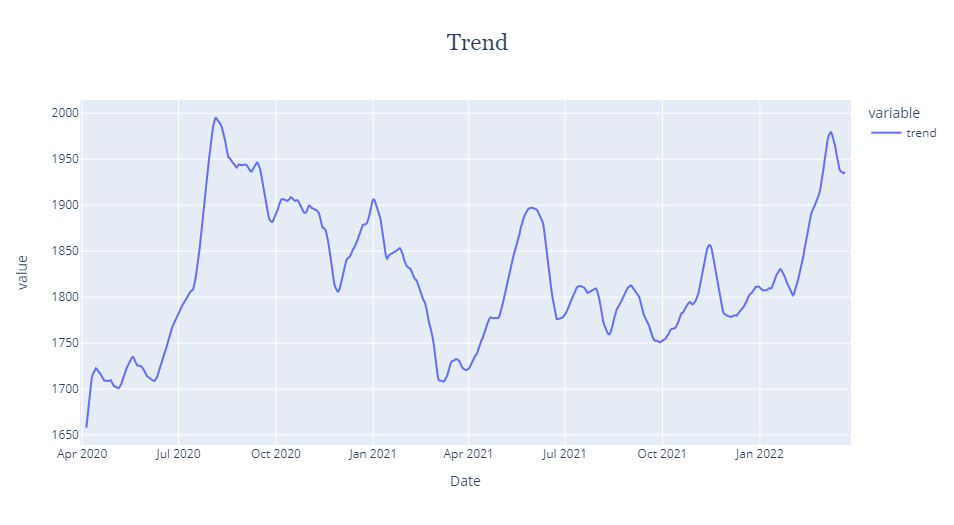 Trend
variable
trend
value
2000
1950
1900
1850
1800
1750
1700
1650
Apr 2020
Jul 2020
Oct 2020
Jan 2021
Apr 2021
Jul 2021
Oct 2021
Jan 2022
Date